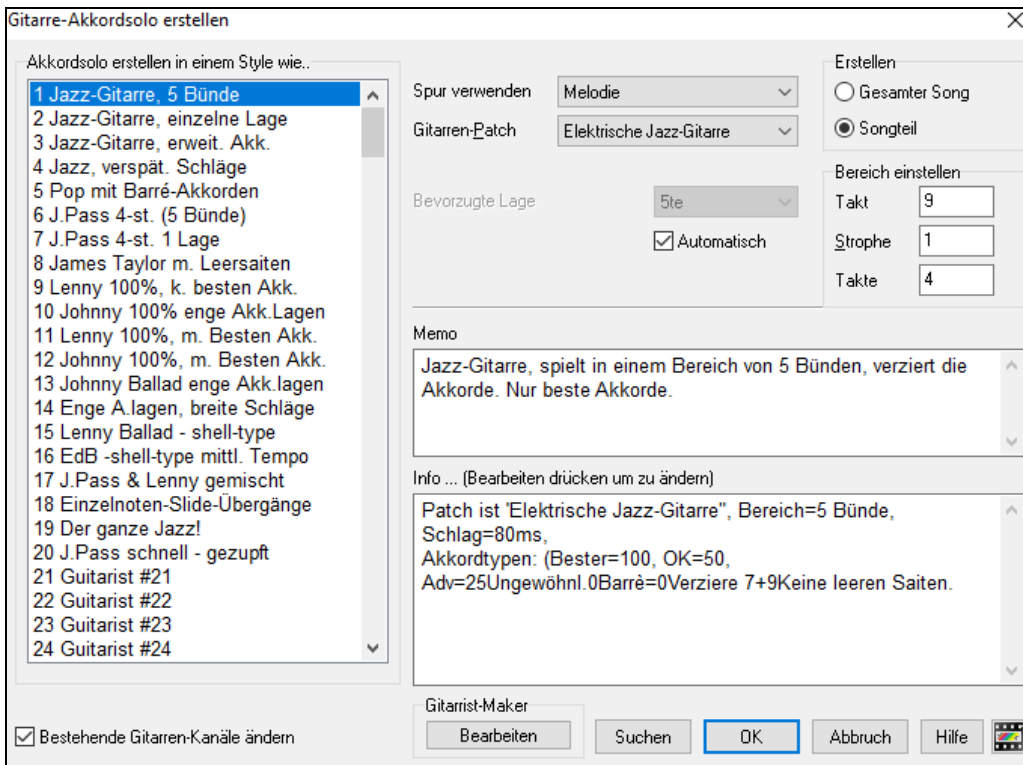 Gitarre-Akkordsolo erstellen
Akkordsolo erstellen in einem Style wie..
1 Jazz-Gitarre, 5 Bünde
2 Jazz-Gitarre, einzelne Lage
3 Jazz-Gitarre, erweit. Akk.
4 Jazz, verspät. Schläge
5 Pop mit Barré-Akkorden
6 J.Pass 4-st. (5 Bünde)
7 J.Pass 4-st. 1 Lage
8 James Taylor m. Leersaiten
9 Lenny 100%, k. besten Akk.
10 Johnny 100% enge Akk.Lagen
11 Lenny 100%, m. Besten Akk.
12 Johnny 100%, m. Besten Akk.
13 Johnny Ballad enge Akk.lagen
14 Enge A.lagen, breite Schläge
15 Lenny Ballad - shell-type
16 EdB -shell-type mittl. Tempo
17 J.Pass & Lenny gemischt
18 Einzelnoten-Slide-Übergänge
19 Der ganze Jazz!
20 J.Pass schnell - gezupft
21 Guitarist #21
22 Guitarist #22
23 Guitarist #23
24 Guitarist #24
Bestehende Gitarren-Kanäle ändern
Spur verwenden
Melodie
Gitarren-Patch
Elektrische Jazz-Gitarre
Bevorzugte Lage
5te
Automatisch
Erstellen
Gesamter Song
Songteil
Bereich einstellen
Takt
9
Strophe
1
Takte
4
Memo
Jazz-Gitarre, spielt in einem Bereich von 5 Bünden, verziert die
Akkorde. Nur beste Akkorde.
Info ... (Bearbeiten drücken um zu ändern)
Patch ist 'Elektrische Jazz-Gitarre", Bereich=5 Bünde,
Schlag=80ms,
Akkordtypen: (Bester=100, OK=50,
Adv=25Ungewöhnl.0Barrè=0Verziere 7+9Keine leeren Saiten.
Gitarrist-Maker
Bearbeiten
Suchen
OK
Abbruch
Hilfe